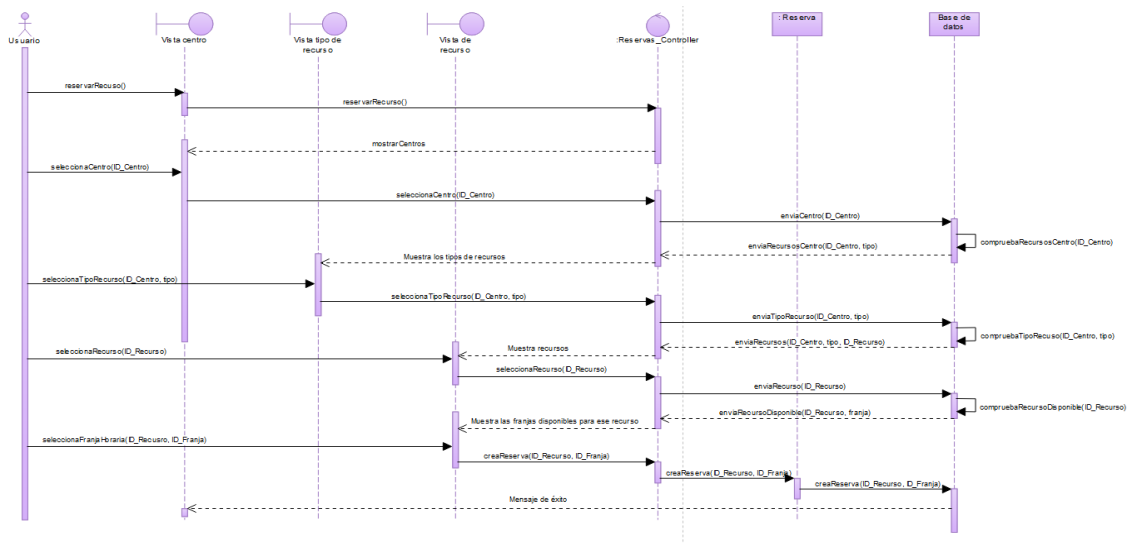 Usuario
Vista centro
Vista tipo de
recurso
Vista de
recurso
:Reservas_Controller
: Reserva
Base de
datos
reservarRecuso()
reservarRecurso()
mostrarCentros
seleccionaCentro(ID_Centro)
seleccionaCentro(ID_Centro)
enviaCentro(ID_Centro)
compruebaRecursosCentro(ID_Centro)
enviaRecursosCentro(ID_Centro, tipo)
Muestra los tipos de recursos
seleccionaTipoRecurso(ID_Centro, tipo)
seleccionaTipoRecurso(ID_Centro, tipo)
enviaTipoRecurso(ID_Centro, tipo)
compruebaTipoRecuso(ID_Centro, tipo)
enviaRecursos(ID_Centro, tipo, ID_Recurso)
Muestra recursos
seleccionaRecurso(ID_Recurso)
seleccionaRecurso(ID_Recurso)
enviaRecurso(ID_Recurso)
compruebaRecursoDisponible(ID_Recurso)
enviaRecursoDisponible(ID_Recurso, franja)
Muestra las franjas disponibles para ese recurso
seleccionaFranjaHoraria(ID_Recusro, ID_Franja)
creaReserva(ID_Recurso, ID_Franja)
creaReserva(ID_Recurso, ID_Franja)
creaReserva(ID_Recurso, ID_Franja)
Mensaje de éxito